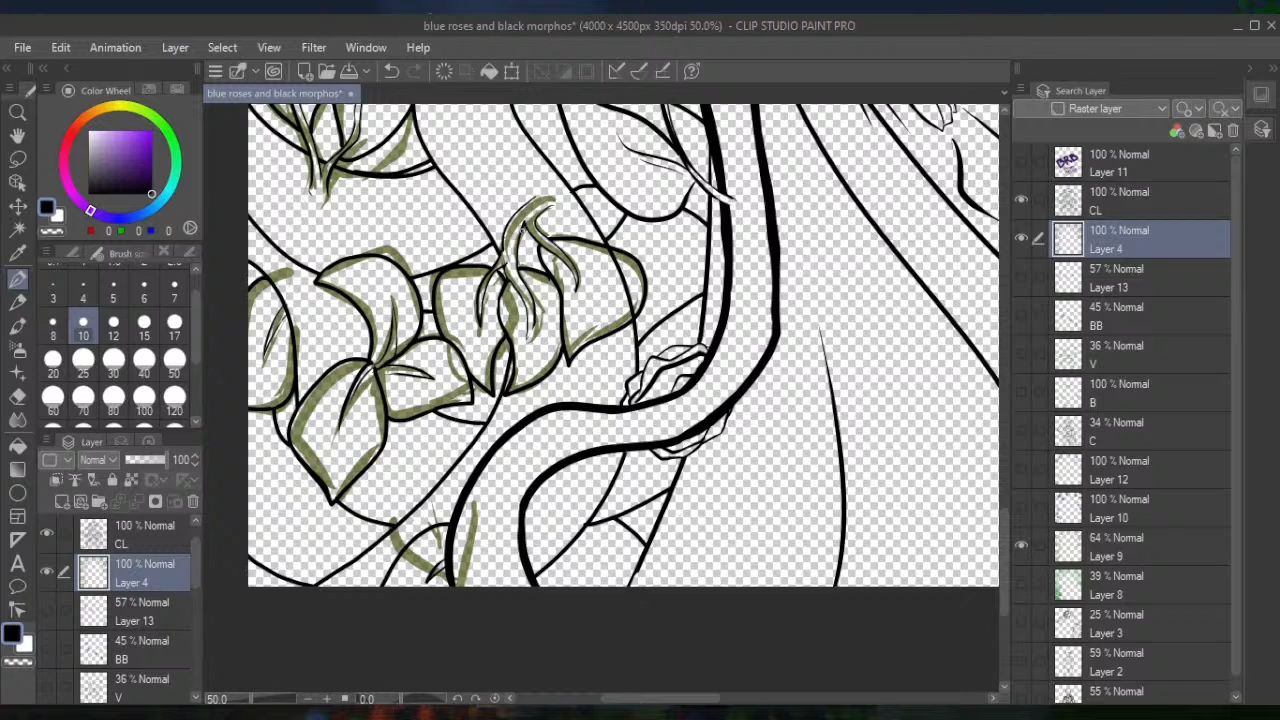 blue roses and black morphos* (4000 x 4500px 350dpi 50.0%) - CLIP STUDIO PAINT PRO
File Edit Animation Layer Select View Filter Window Help
Color Wheel
blue roses and black morphos*
Search Layer
Raster layer
0 0 0
Brush size
3 4 5 6 7
8 10 12 15 17
20 25 30 40 50
60 70 80 100 120
Layer
Normal 100
100 % Normal
CL
100 % Normal
Layer 4
57 % Normal
Layer 13
45 % Normal
BB
36 % Normal
V
50.0
0.0
BRB
100 % Normal
Layer 11
100 % Normal
CL
100 % Normal
Layer 4
57 % Normal
Layer 13
45 % Normal
BB
36 % Normal
V
100 % Normal
B
34 % Normal
C
100 % Normal
Layer 12
100 % Normal
Layer 10
64 % Normal
Layer 9
39 % Normal
Layer 8
25 % Normal
Layer 3
59 % Normal
Layer 2
55 % Normal